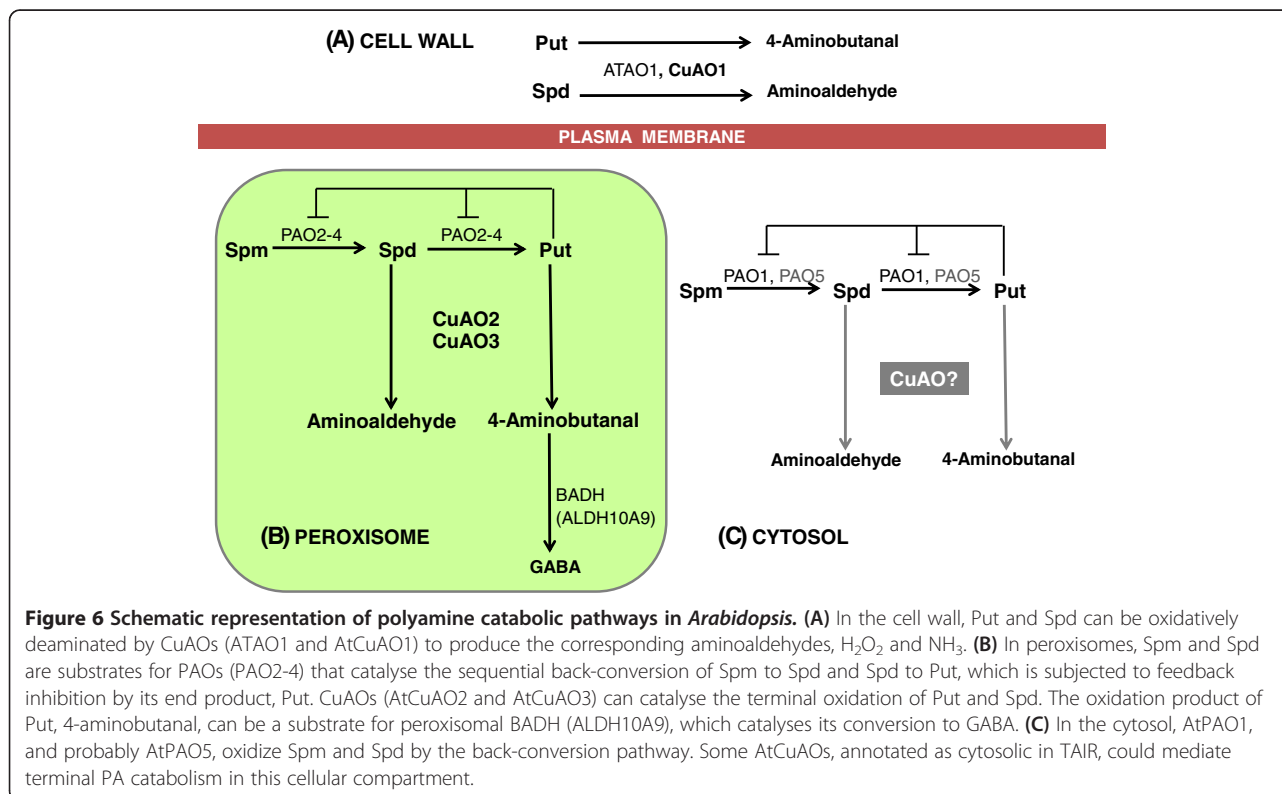 (A) CELL WALL
Put
4-Aminobutanal
ATAO1, CuAO1
Spd
Aminoaldehyde
PLASMA MEMBRANE
PAO2-4
PAO2-4
Spm
Spd
Put
CuAO2
CuAO3
Aminoaldehyde
4-Aminobutanal
BADH
(ALDH10A9)
(B) PEROXISOME
GABA
PAO1, PAO5
PAO1, PAO5
Spm
Spd
Put
CuAO?
Aminoaldehyde
4-Aminobutanal
(C) CYTOSOL
Figure 6 Schematic representation of polyamine catabolic pathways in Arabidopsis. (A) In the cell wall, Put and Spd can be oxidatively
deaminated by CuAOs (ATAO1 and AtCuAO1) to produce the corresponding aminoaldehydes, H₂O₂ and NH₃. (B) In peroxisomes, Spm and Spd
are substrates for PAOs (PAO2-4) that catalyse the sequential back-conversion of Spm to Spd and Spd to Put, which is subjected to feedback
inhibition by its end product, Put. CuAOs (AtCuAO2 and AtCuAO3) can catalyse the terminal oxidation of Put and Spd. The oxidation product of
Put, 4-aminobutanal, can be a substrate for peroxisomal BADH (ALDH10A9), which catalyses its conversion to GABA. (C) In the cytosol, AtPAO1,
and probably AtPAO5, oxidize Spm and Spd by the back-conversion pathway. Some AtCuAOs, annotated as cytosolic in TAIR, could mediate
terminal PA catabolism in this cellular compartment.